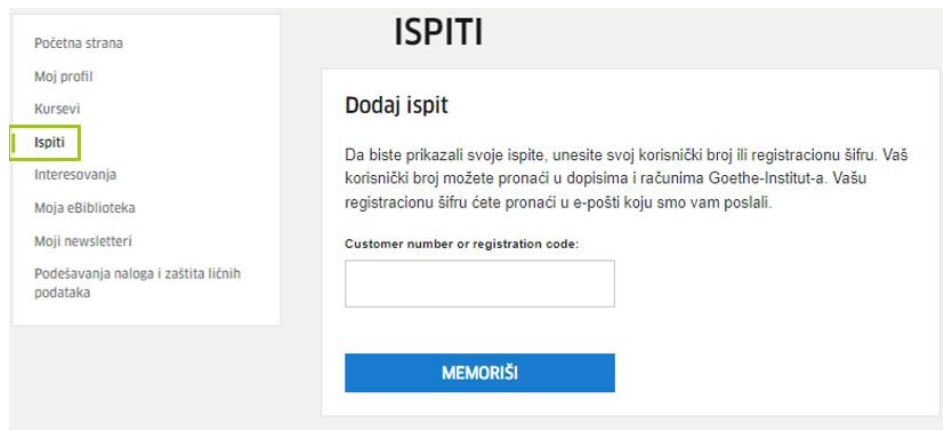 Početna strana
Moj profil
Kursevi
Ispiti
Interesovanja
Moja eBiblioteka
Moji newsletteri
Podešavanja naloga i zaštita ličnih
podataka
ISPITI
Dodaj ispit
Da biste prikazali svoje ispite, unesite svoj korisnički broj ili registracionu šifru. Vaš
korisnički broj možete pronaći u dopisima i računima Goethe-Institut-a. Vašu
registracionu šifru ćete pronaći u e-pošti koju smo vam poslali.
Customer number or registration code:
MEMORIŠI